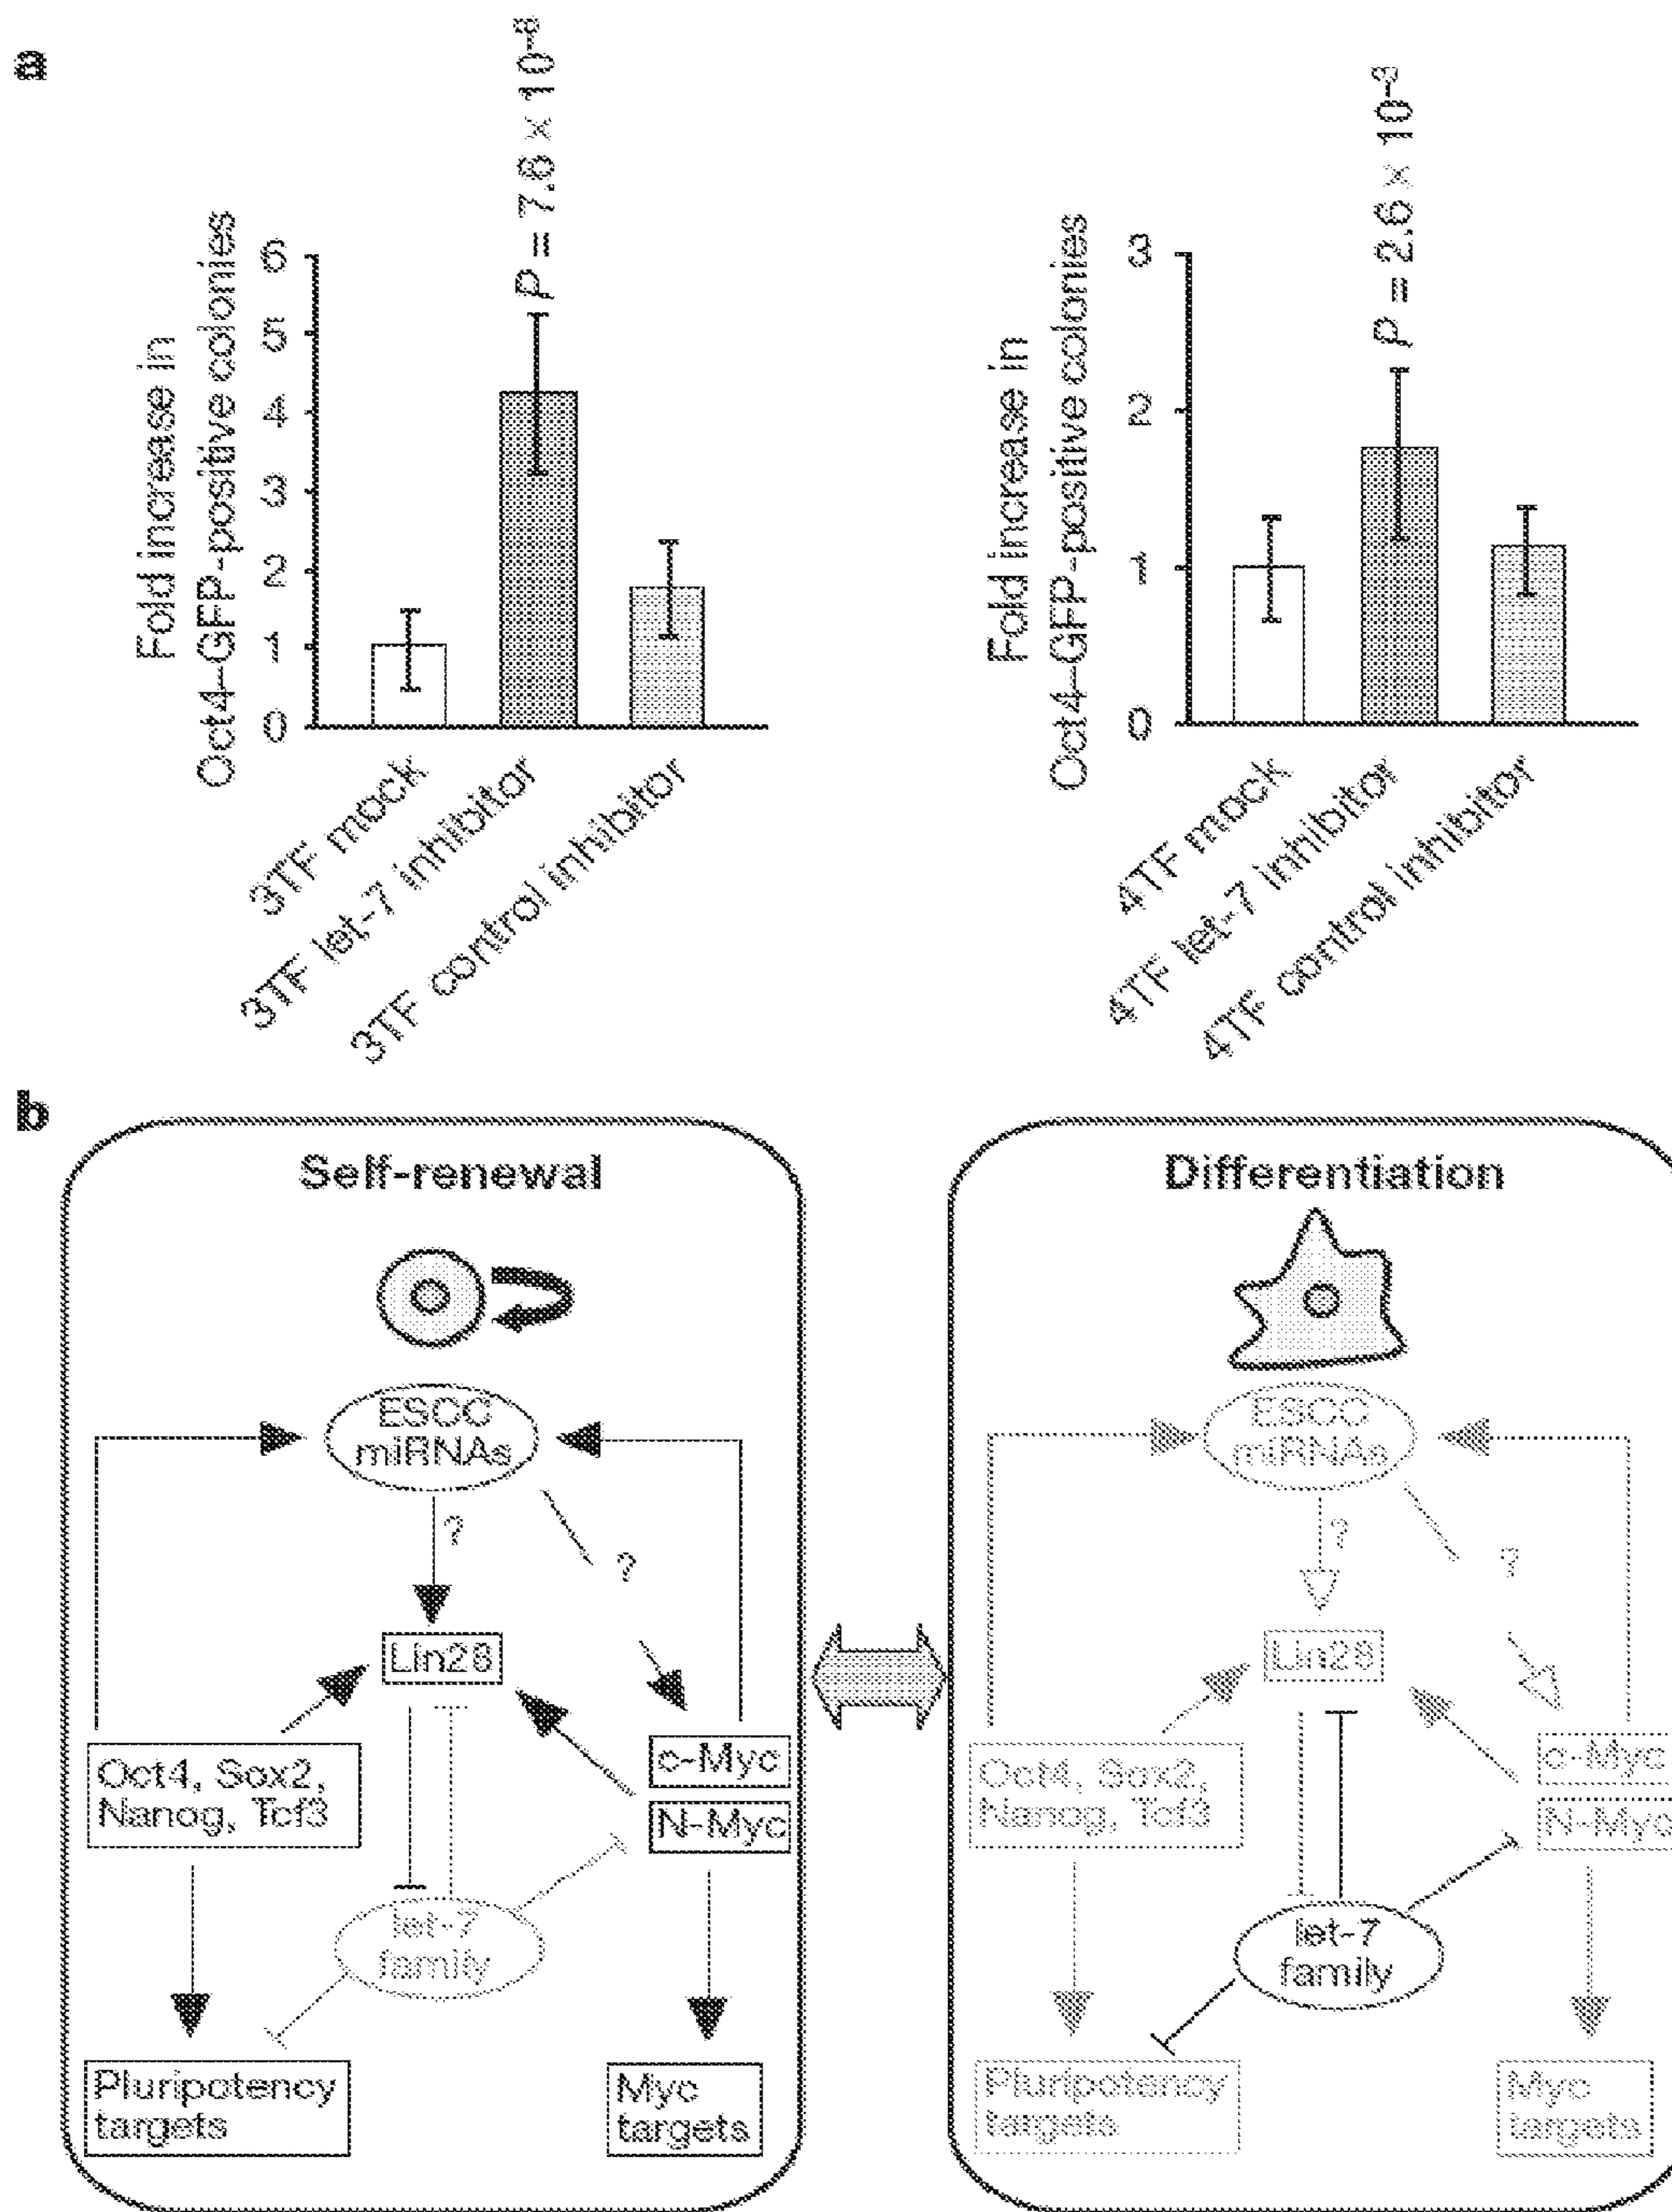 a
Fold increase in
Oct4–GFP-positive colonies
6
5
4
3
2
1
0
P = 7.8 × 10⁻⁸
3TF mock
3TF let-7 inhibitor
3TF control inhibitor
Fold increase in
Oct4–GFP-positive colonies
3
2
1
0
P = 2.6 × 10⁻³
4TF mock
4TF let-7 inhibitor
4TF control inhibitor
b
Self-renewal
ESCC
miRNAs
?
?
Lin28
Oct4, Sox2,
Nanog, Tcf3
c-Myc
N-Myc
let-7
family
Pluripotency
targets
Myc
targets
Differentiation
ESCC
miRNAs
?
?
Lin28
Oct4, Sox2,
Nanog, Tcf3
c-Myc
N-Myc
let-7
family
Pluripotency
targets
Myc
targets